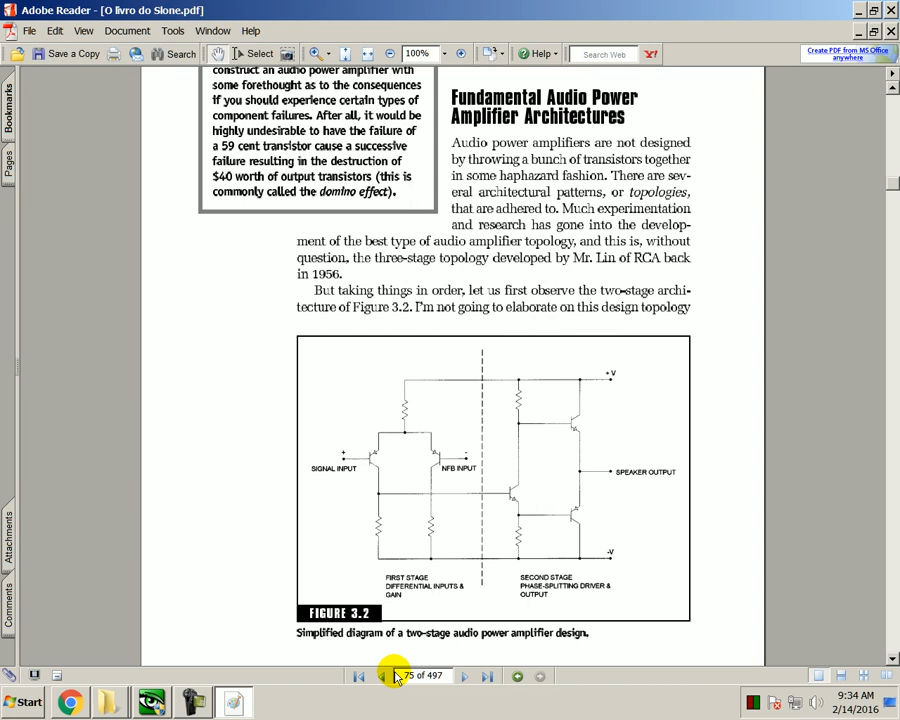 Adobe Reader - [O livro do Slone.pdf]
File Edit View Document Tools Window Help
Save a Copy Search Select 100% Help Search Web Y!
Create PDF from MS Office
anywhere
Bookmarks
Pages
Attachments
Comments
construct an audio power amplifier with
some forethought as to the consequences
if you should experience certain types of
component failures. After all, it would be
highly undesirable to have the failure of
a 59 cent transistor cause a successive
failure resulting in the destruction of
$40 worth of output transistors (this is
commonly called the domino effect).
Fundamental Audio Power
Amplifier Architectures
Audio power amplifiers are not designed
by throwing a bunch of transistors together
in some haphazard fashion. There are sev-
eral architectural patterns, or topologies,
that are adhered to. Much experimentation
and research has gone into the develop-
ment of the best type of audio amplifier topology, and this is, without
question, the three-stage topology developed by Mr. Lin of RCA back
in 1956.
But taking things in order, let us first observe the two-stage archi-
tecture of Figure 3.2. I'm not going to elaborate on this design topology
+V
+
-
SIGNAL INPUT
NFB INPUT
SPEAKER OUTPUT
-V
FIRST STAGE
DIFFERENTIAL INPUTS &
GAIN
SECOND STAGE
PHASE-SPLITTING DRIVER &
OUTPUT
FIGURE 3.2
Simplified diagram of a two-stage audio power amplifier design.
75 of 497
Start
9:34 AM
2/14/2016